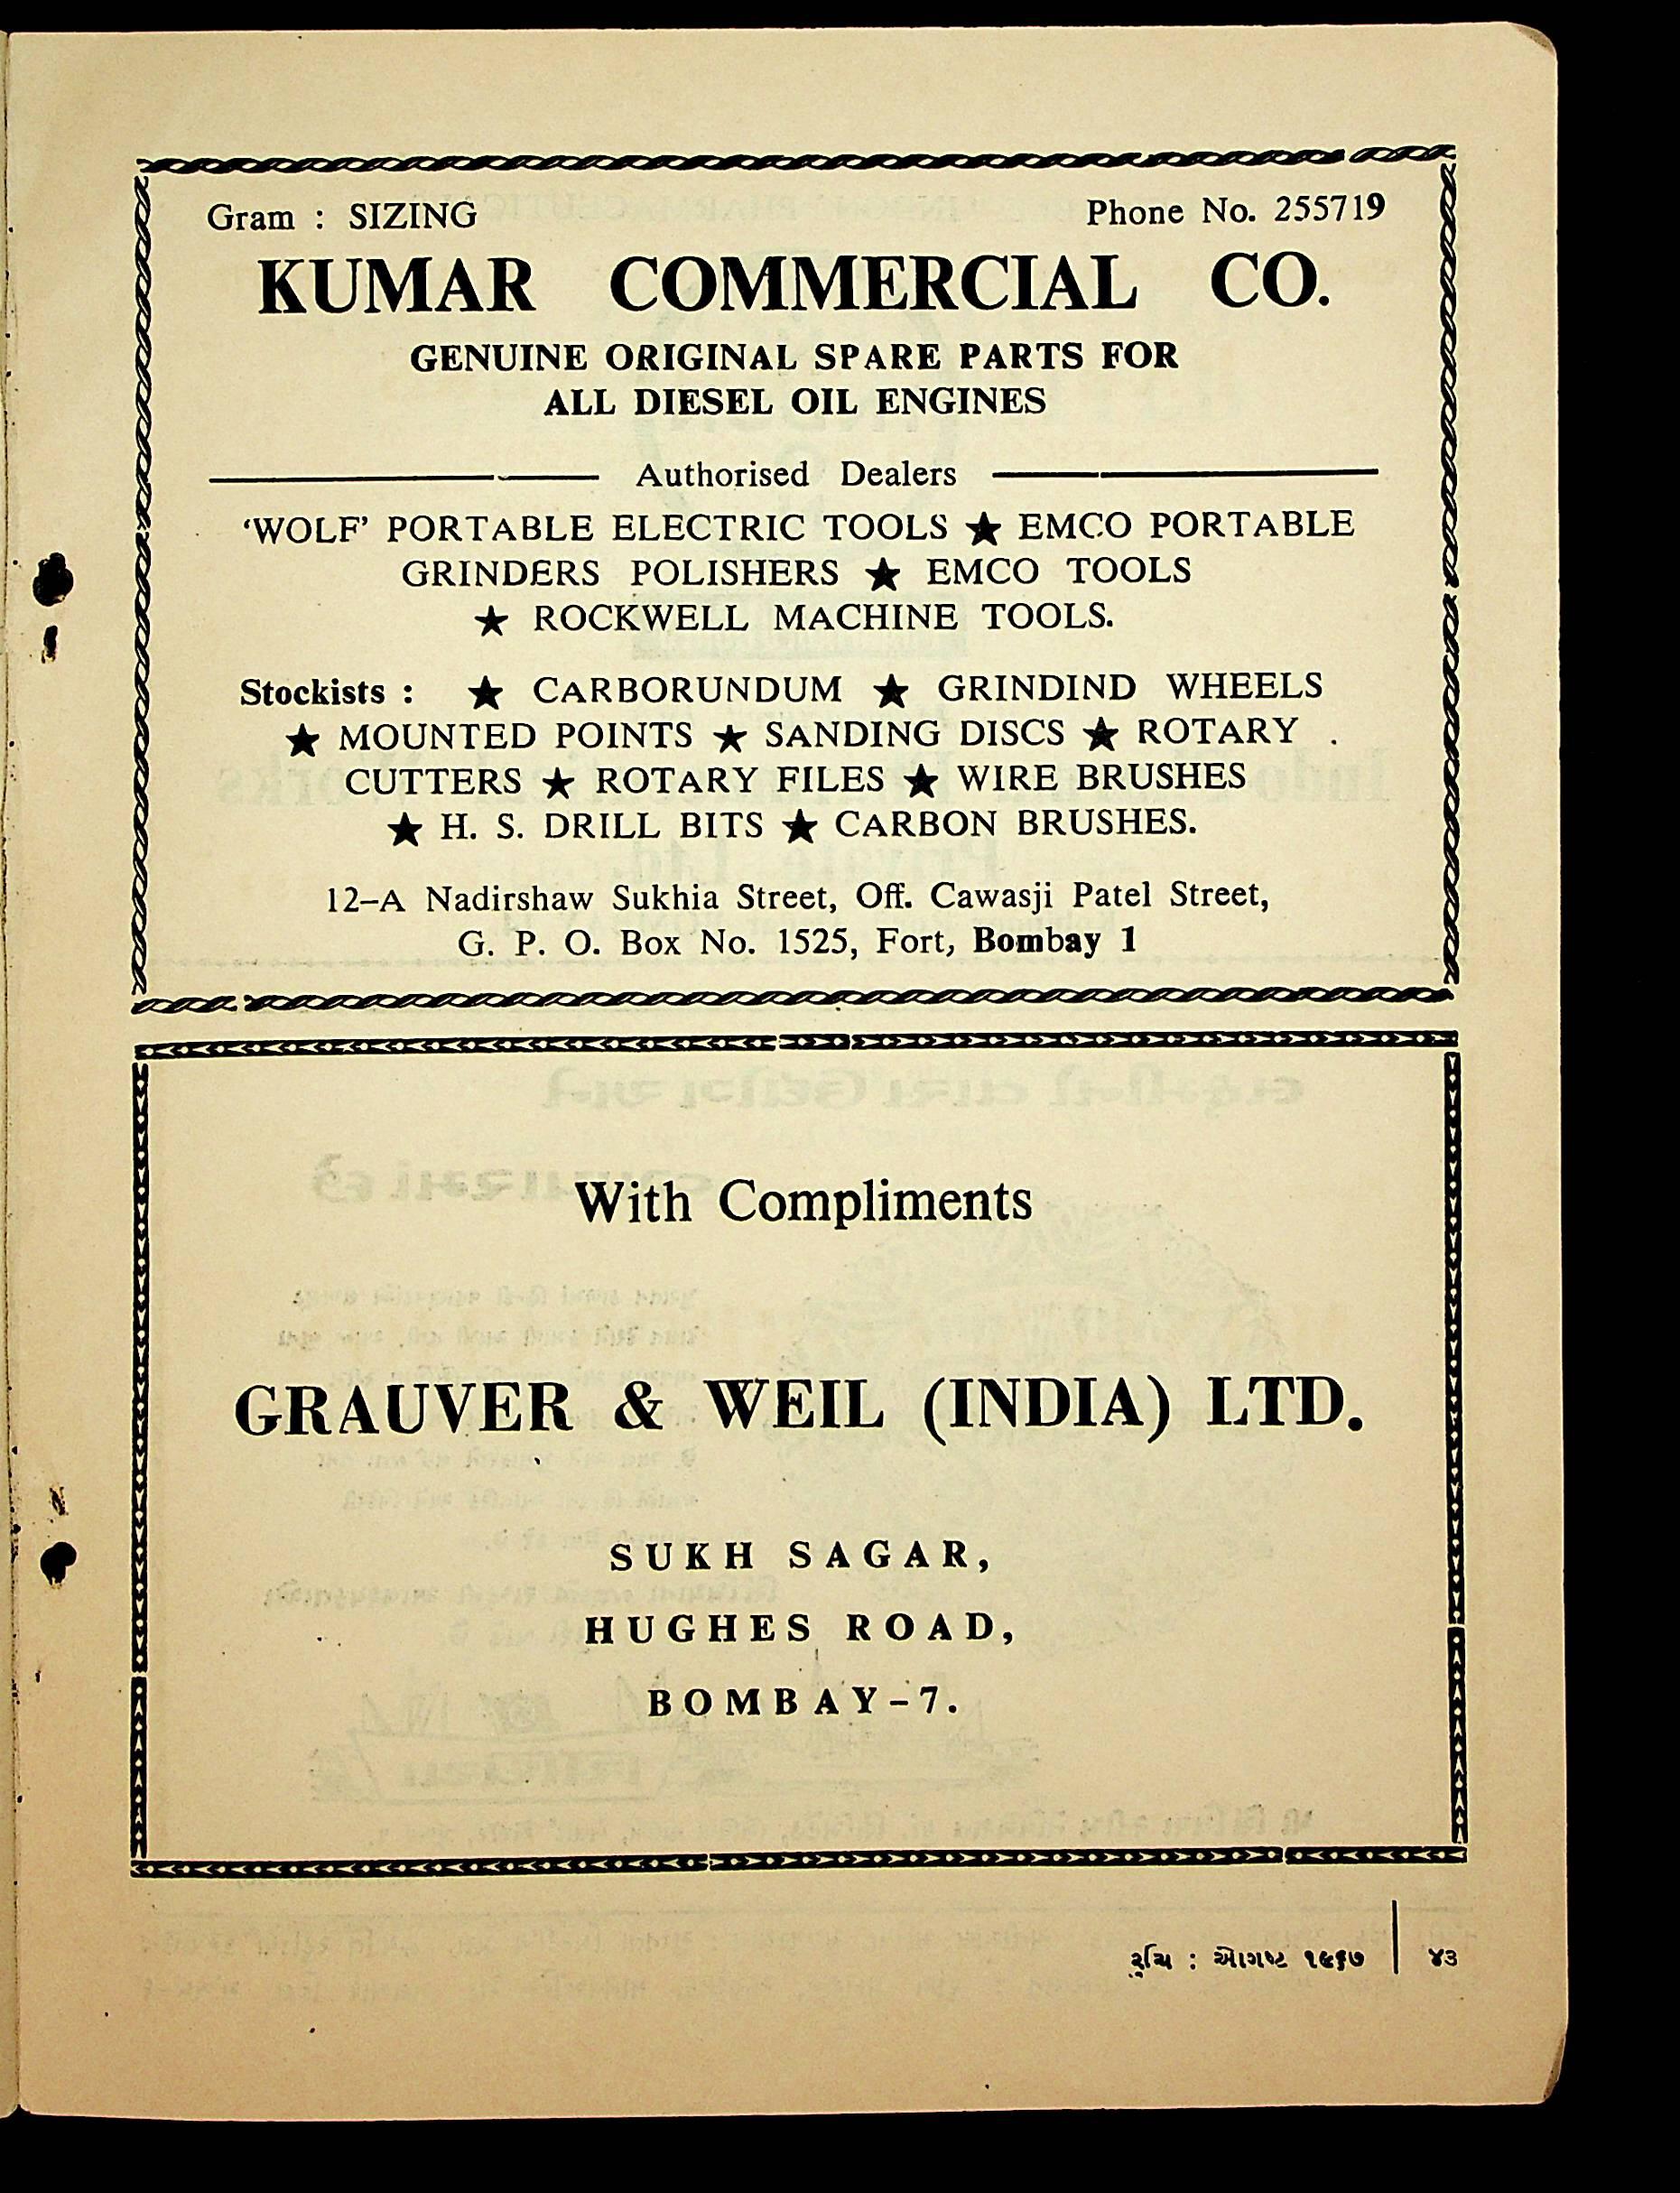 Gram : SIZING Phone No. 255719
KUMAR COMMERCIAL CO.
GENUINE ORIGINAL SPARE PARTS FOR
ALL DIESEL OIL ENGINES
Authorised Dealers
‘WOLF’ PORTABLE ELECTRIC TOOLS ★ EMCO PORTABLE
GRINDERS POLISHERS ★ EMCO TOOLS
★ ROCKWELL MACHINE TOOLS.
Stockists : ★ CARBORUNDUM ★ GRINDIND WHEELS
★ MOUNTED POINTS ★ SANDING DISCS ★ ROTARY .
CUTTERS ★ ROTARY FILES ★ WIRE BRUSHES
★ H. S. DRILL BITS ★ CARBON BRUSHES.
12–A Nadirshaw Sukhia Street, Off. Cawasji Patel Street,
G. P. O. Box No. 1525, Fort, Bombay 1
With Compliments
GRAUVER & WEIL (INDIA) LTD.
SUKH SAGAR,
HUGHES ROAD,
BOMBAY-7.
રુચિ : ઓગષ્ટ ૧૯૬૭ | ૪૩